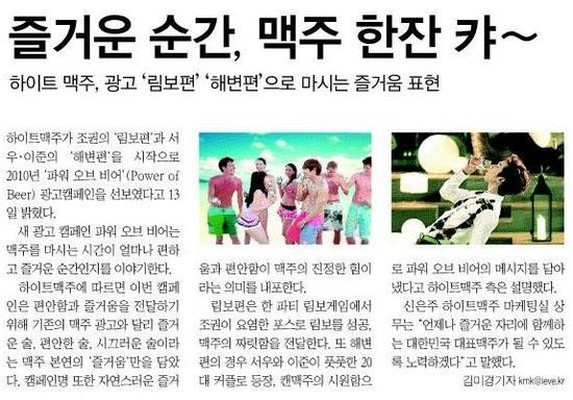 즐거운 순간, 맥주 한잔 캬~
하이트 맥주, 광고 ‘림보편’ ‘해변편’으로 마시는 즐거움 표현
하이트맥주가 조권의 ‘림보편’과 서
우·이준의 ‘해변편’을 시작으로
2010년 ‘파워 오브 비어’(Power of
Beer) 광고캠페인을 선보였다고 13
일 밝혔다.
새 광고 캠페인 파워 오브 비어는
맥주를 마시는 시간이 얼마나 편하
고 즐거운 순간인지를 이야기한다.
하이트맥주에 따르면 이번 캠페
인은 편안함과 즐거움을 전달하기
위해 기존의 맥주 광고와 달리 즐거
운 술, 편안한 술, 시끄러운 술이라
는 맥주 본연의 ‘즐거움’만을 담았
다. 캠페인명 또한 자연스러운 즐거
움과 편안함이 맥주의 진정한 힘이
라는 의미를 내포한다.
림보편은 한 파티 림보게임에서
조권이 요염한 포스로 림보를 성공,
맥주의 짜릿함을 전달한다. 또 해변
편의 경우 서우와 이준이 풋풋한 20
대 커플로 등장, 캔맥주의 시원함으
로 파워 오브 비어의 메시지를 담아
냈다고 하이트맥주 측은 설명했다.
신은주 하이트맥주 마케팅실 상
무는 “언제나 즐거운 자리에 함께하
는 대한민국 대표맥주가 될 수 있도
록 노력하겠다”고 말했다.
김미경기자 kmk@ieve.kr